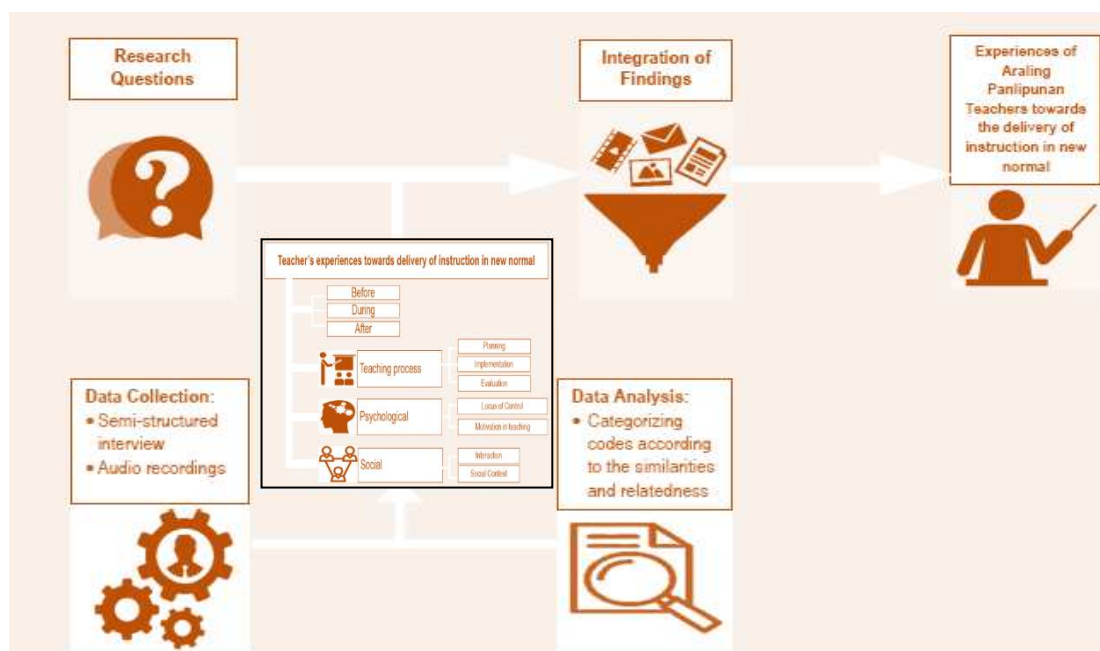 Research
Questions
Integration of
Findings
Experiences of
Araling
Panlipunan
Teachers towards
the delivery of
instruction in new
normal
Teacher's experiences towards delivery of instruction in new normal
Before
During
After
Teaching process
Planning
Implementation
Evaluation
Psychological
Locus of Control
Motivation in teaching
Social
Interaction
Social Context
Data Collection:
• Semi-structured
interview
• Audio recordings
Data Analysis:
• Categorizing
codes according
to the similarities
and relatedness